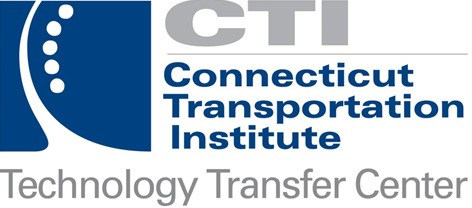 CTI
Connecticut
Transportation
Institute
Technology Transfer Center